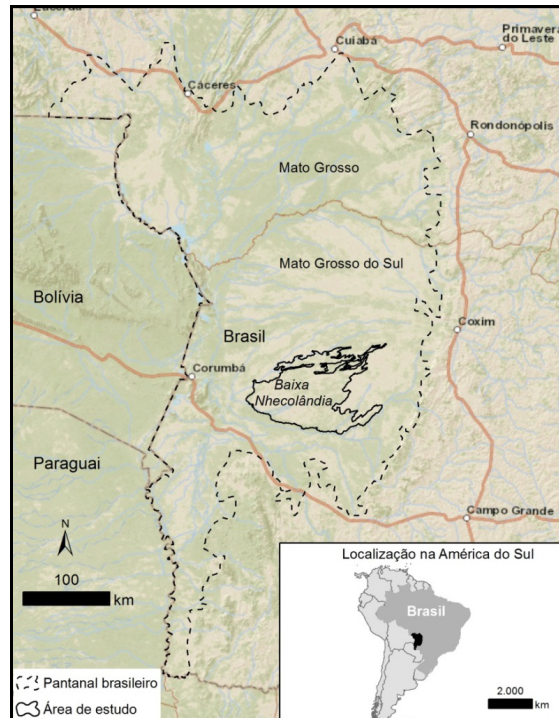 Cuiabá
Primavera
do Leste
Cáceres
Rondonópolis
Mato Grosso
Mato Grosso do Sul
Bolívia
Brasil
Coxim
Corumbá
Baixa
Nhecolândia
Paraguai
N
Campo Grande
100
km
Localização na América do Sul
Brasil
2.000
km
Pantanal brasileiro
Área de estudo